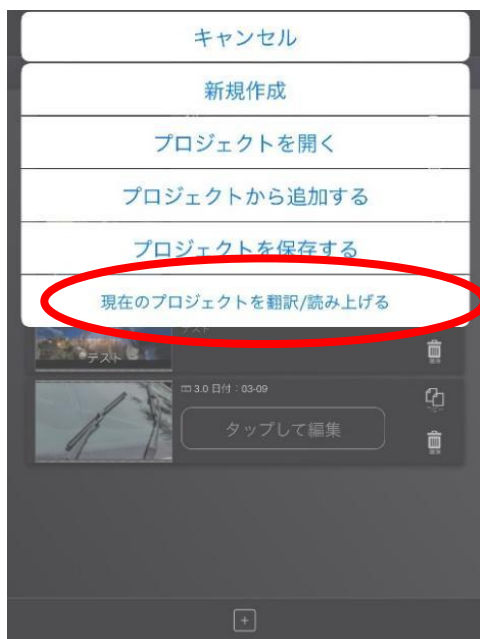 キャンセル
新規作成
プロジェクトを開く
プロジェクトから追加する
プロジェクトを保存する
現在のプロジェクトを翻訳/読み上げる
テスト
テスト
3.0 日付：03-09
タップして編集